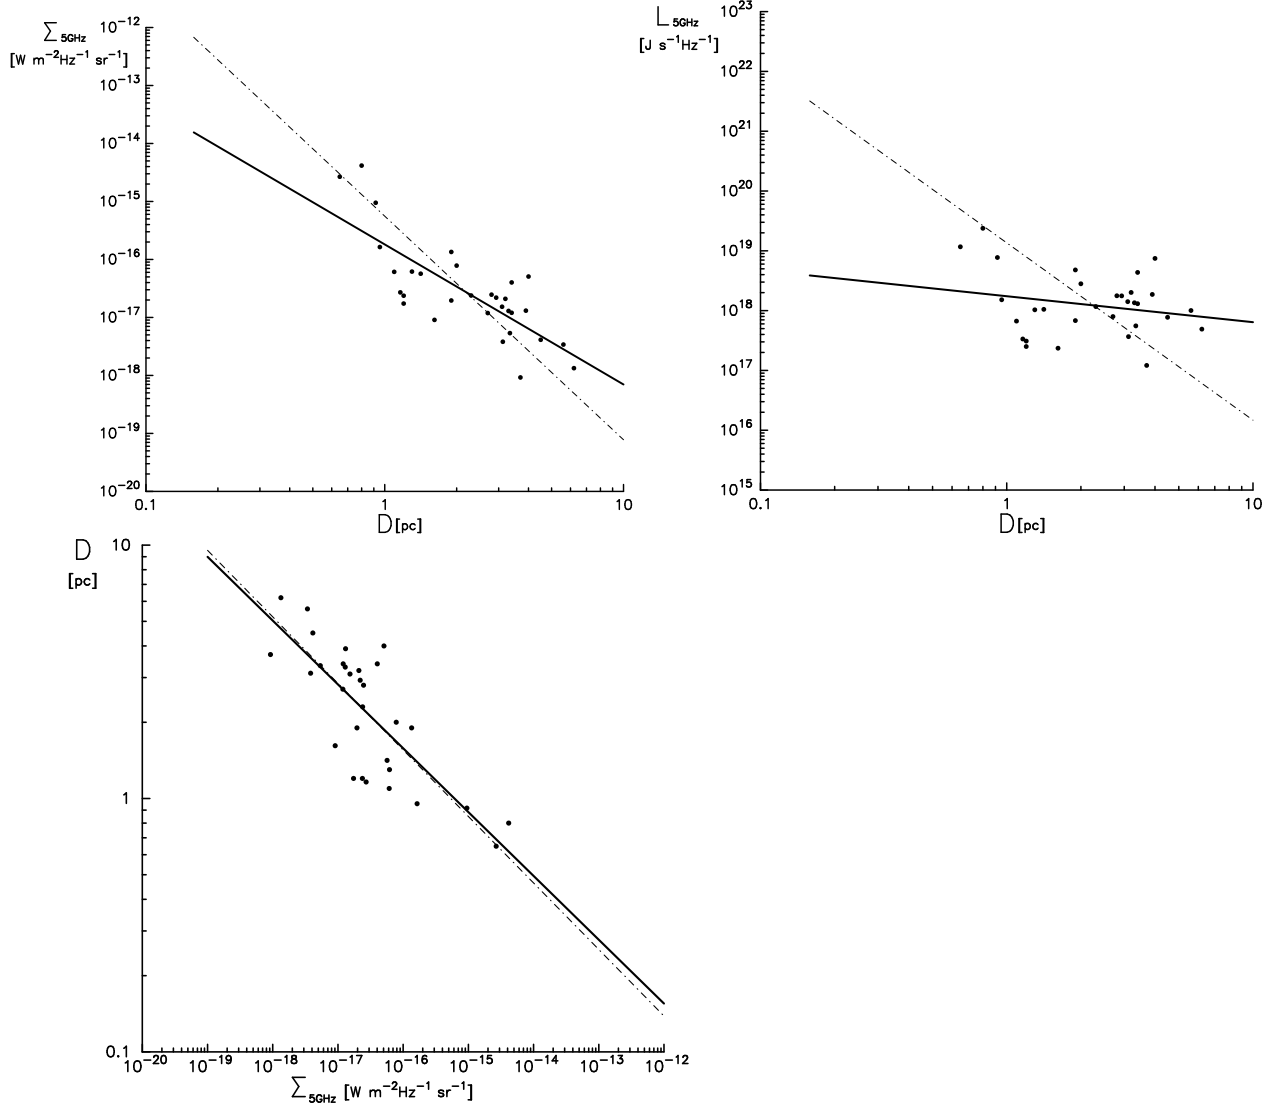 Σ 5GHz
[W m−2Hz−1 sr−1]
10−12
10−13
10−14
10−15
10−16
10−17
10−18
10−19
10−20
0.1 1 10
D [pc]
L 5GHz
[J s−1Hz−1]
1023
1022
1021
1020
1019
1018
1017
1016
1015
0.1 1 10
D [pc]
D
[pc]
10
1
0.1
10−20 10−19 10−18 10−17 10−16 10−15 10−14 10−13 10−12
Σ 5GHz [W m−2Hz−1 sr−1]